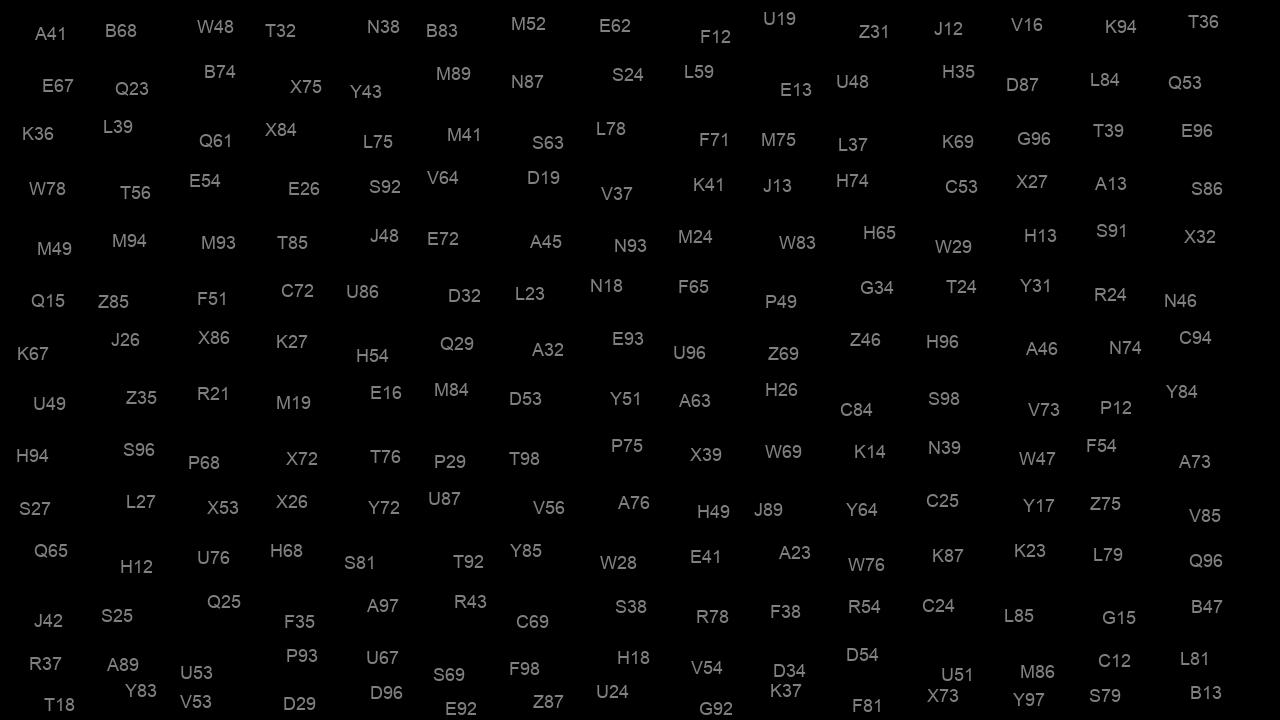 A41 B68 W48 T32 N38 B83 M52 E62 F12 U19 Z31 J12 V16 K94 T36
E67 Q23 B74 X75 Y43 M89 N87 S24 L59 E13 U48 H35 D87 L84 Q53
K36 L39 Q61 X84 L75 M41 S63 L78 F71 M75 L37 K69 G96 T39 E96
W78 T56 E54 E26 S92 V64 D19 V37 K41 J13 H74 C53 X27 A13 S86
M49 M94 M93 T85 J48 E72 A45 N93 M24 W83 H65 W29 H13 S91 X32
Q15 Z85 F51 C72 U86 D32 L23 N18 F65 P49 G34 T24 Y31 R24 N46
K67 J26 X86 K27 H54 Q29 A32 E93 U96 Z69 Z46 H96 A46 N74 C94
U49 Z35 R21 M19 E16 M84 D53 Y51 A63 H26 C84 S98 V73 P12 Y84
H94 S96 P68 X72 T76 P29 T98 P75 X39 W69 K14 N39 W47 F54 A73
S27 L27 X53 X26 Y72 U87 V56 A76 H49 J89 Y64 C25 Y17 Z75 V85
Q65 H12 U76 H68 S81 T92 Y85 W28 E41 A23 W76 K87 K23 L79 Q96
J42 S25 Q25 F35 A97 R43 C69 S38 R78 F38 R54 C24 L85 G15 B47
R37 A89 U53 P93 U67 S69 F98 H18 V54 D34 D54 U51 M86 C12 L81
T18 Y83 V53 D29 D96 E92 Z87 U24 G92 K37 F81 X73 Y97 S79 B13